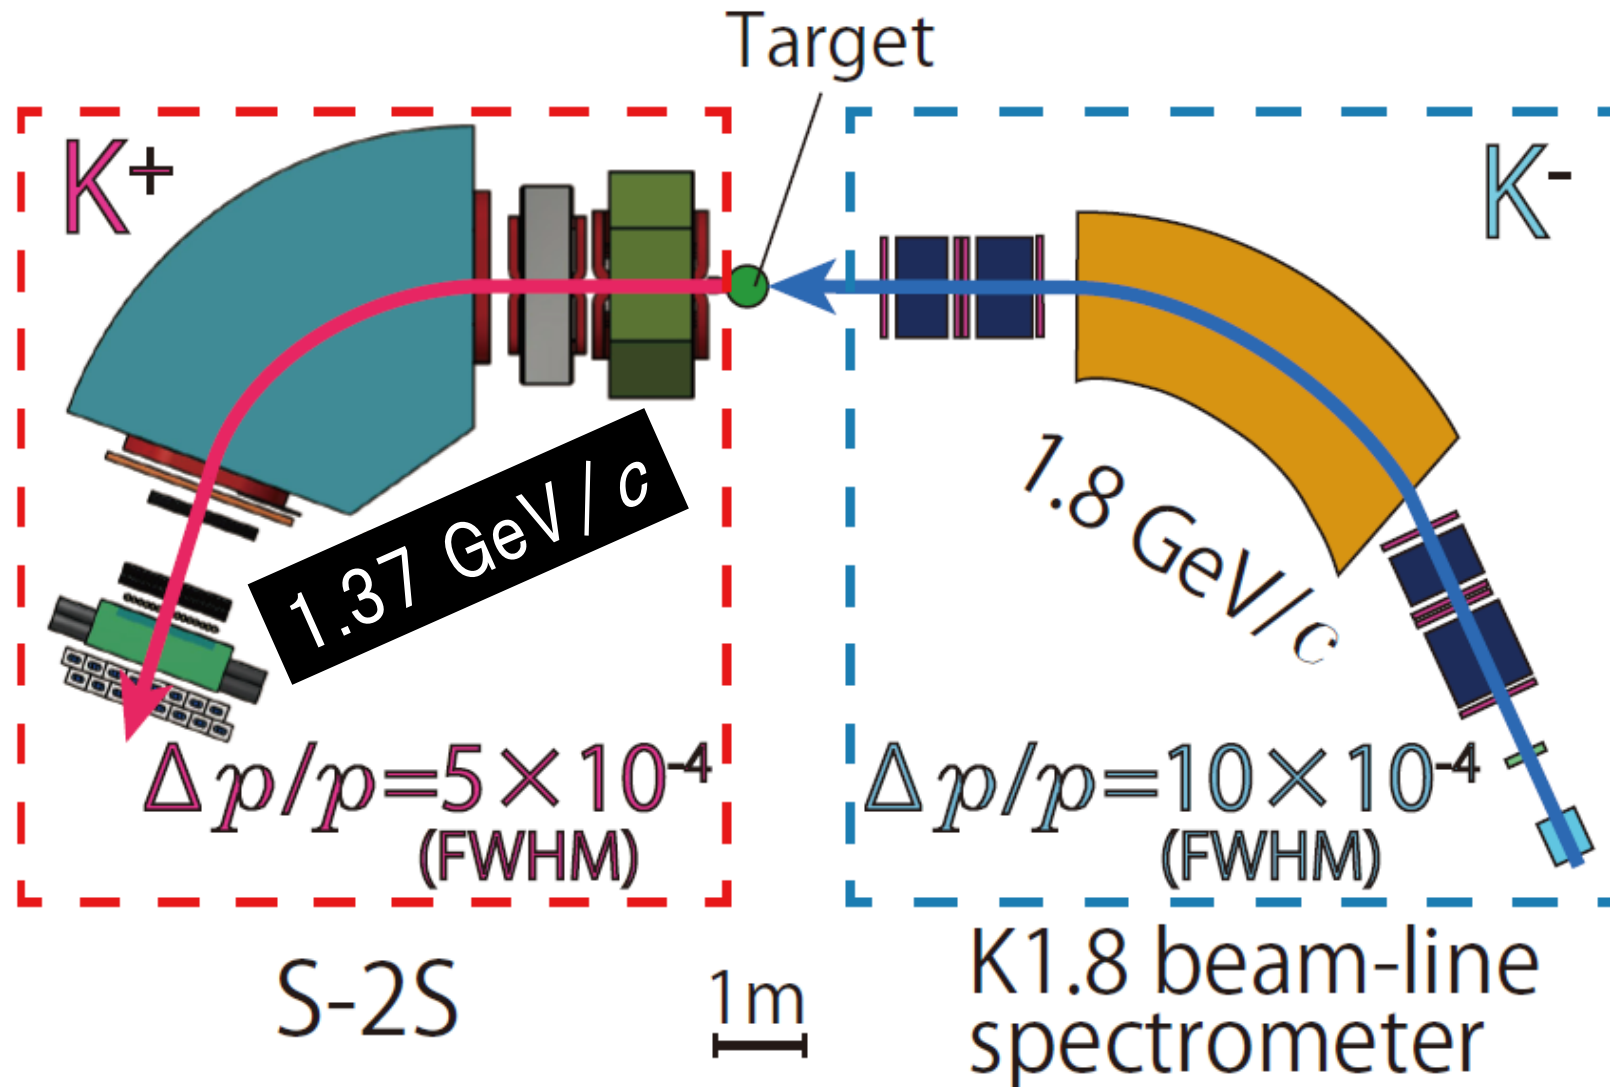 Target
K⁺
K⁻
1.37 GeV/c
1.8 GeV/c
Δp/p=5×10⁻⁴
(FWHM)
Δp/p=10×10⁻⁴
(FWHM)
S-2S
1m
K1.8 beam-line
spectrometer